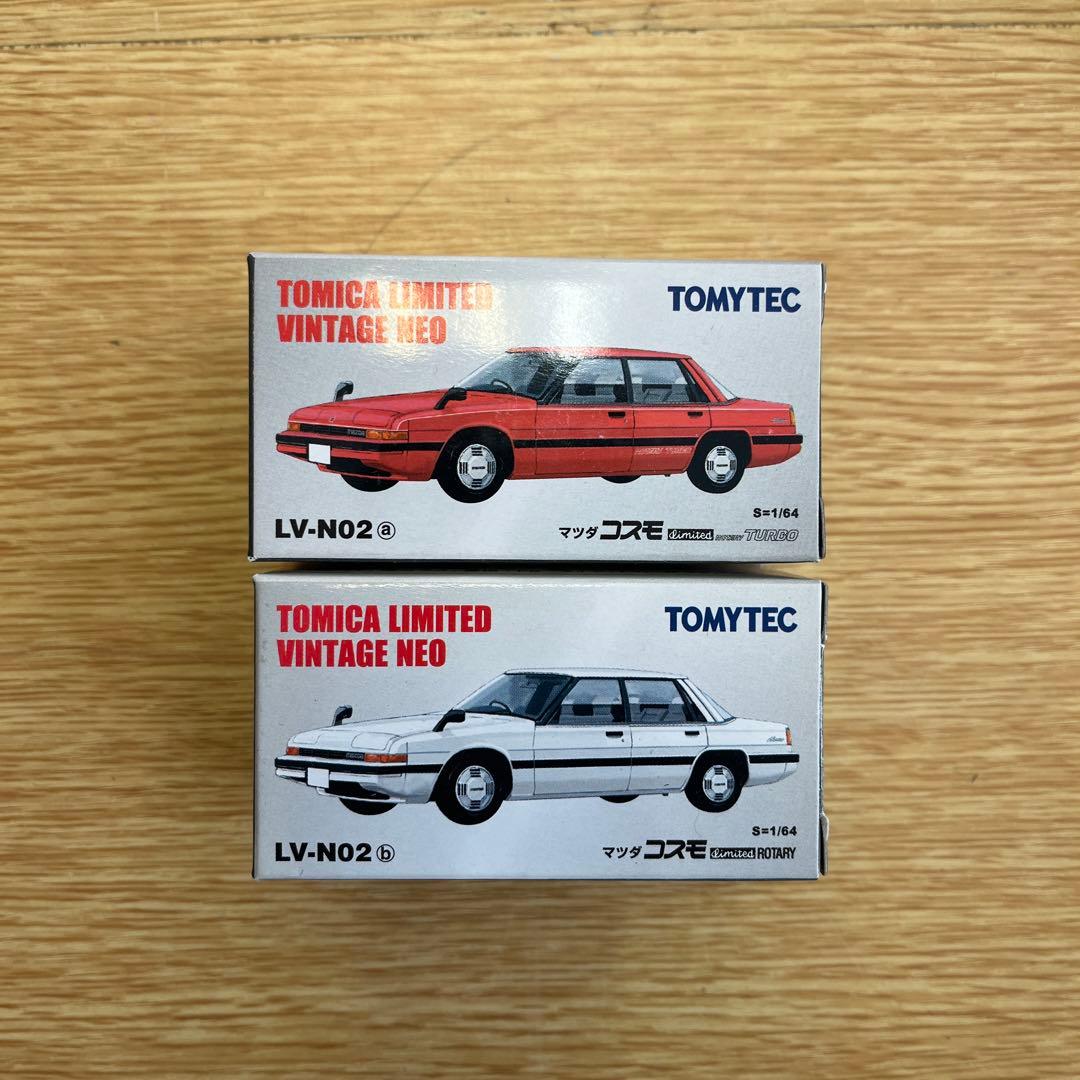 TOMICA LIMITED
VINTAGE NEO
TOMYTEC
S=1/64
LV-N02 ⓐ
マツダ コスモ limited ROTARY TURBO
TOMICA LIMITED
VINTAGE NEO
TOMYTEC
S=1/64
LV-N02 ⓑ
マツダ コスモ limited ROTARY